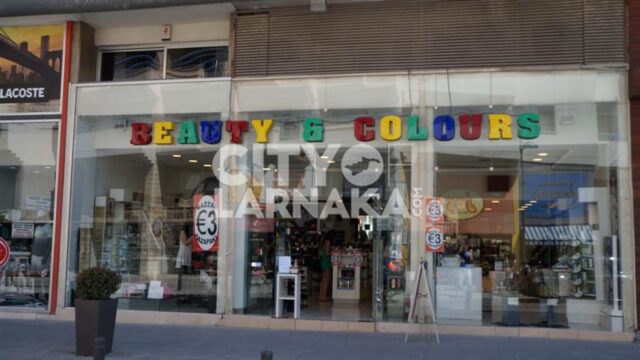 LACOSTE
BEAUTY & COLOURS
CITY
LARNAKA.COM
€3
€3
€3